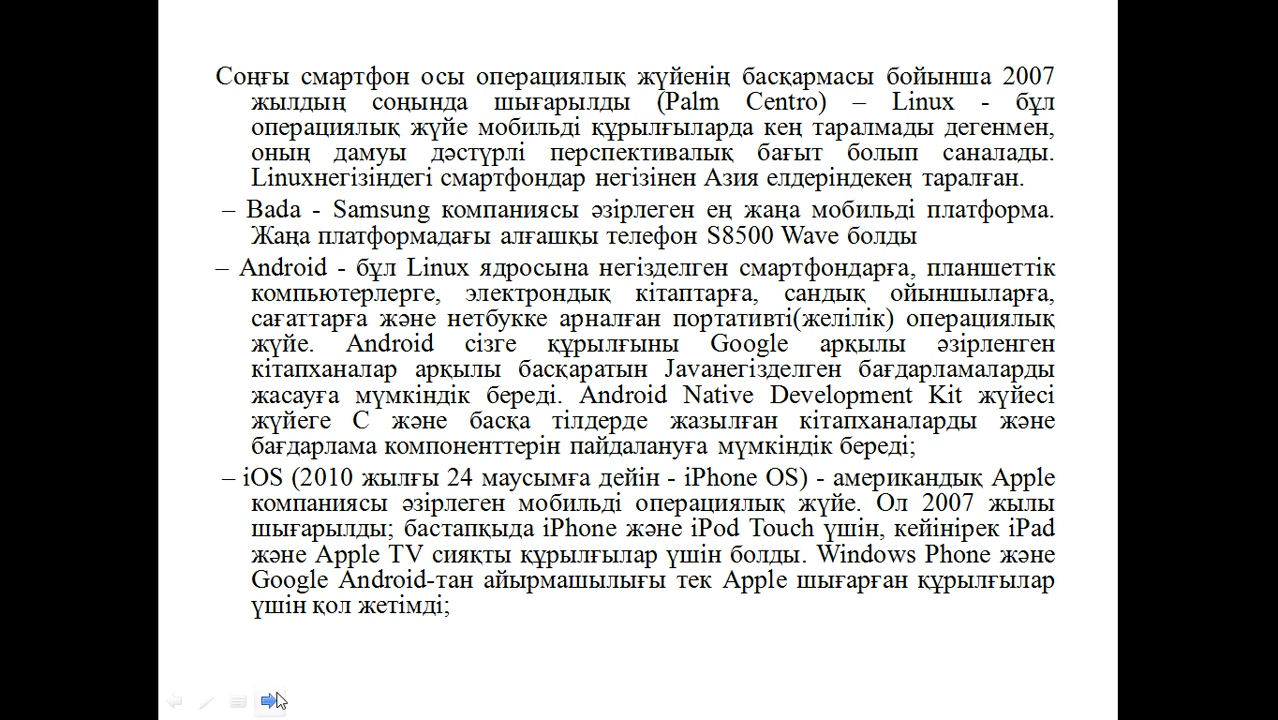 Соңғы смартфон осы операциялық жүйенің басқармасы бойынша 2007
жылдың соңында шығарылды (Palm Centro) – Linux - бұл
операциялық жүйе мобильді құрылғыларда кең таралмады дегенмен,
оның дамуы дәстүрлі перспективалық бағыт болып саналады.
Linuxнегізіндегі смартфондар негізінен Азия елдеріндекең таралған.
– Bada - Samsung компаниясы әзірлеген ең жаңа мобильді платформа.
Жаңа платформадағы алғашқы телефон S8500 Wave болды
– Android - бұл Linux ядросына негізделген смартфондарға, планшеттік
компьютерлерге, электрондық кітаптарға, сандық ойыншыларға,
сағаттарға және нетбукке арналған портативті(желілік) операциялық
жүйе. Android сізге құрылғыны Google арқылы әзірленген
кітапханалар арқылы басқаратын Javaнегізделген бағдарламаларды
жасауға мүмкіндік береді. Android Native Development Kit жүйесі
жүйеге С және басқа тілдерде жазылған кітапханаларды және
бағдарлама компоненттерін пайдалануға мүмкіндік береді;
– iOS (2010 жылғы 24 маусымға дейін - iPhone OS) - американдық Apple
компаниясы әзірлеген мобильді операциялық жүйе. Ол 2007 жылы
шығарылды; бастапқыда iPhone және iPod Touch үшін, кейінірек iPad
және Apple TV сияқты құрылғылар үшін болды. Windows Phone және
Google Android-тан айырмашылығы тек Apple шығарған құрылғылар
үшін қол жетімді;